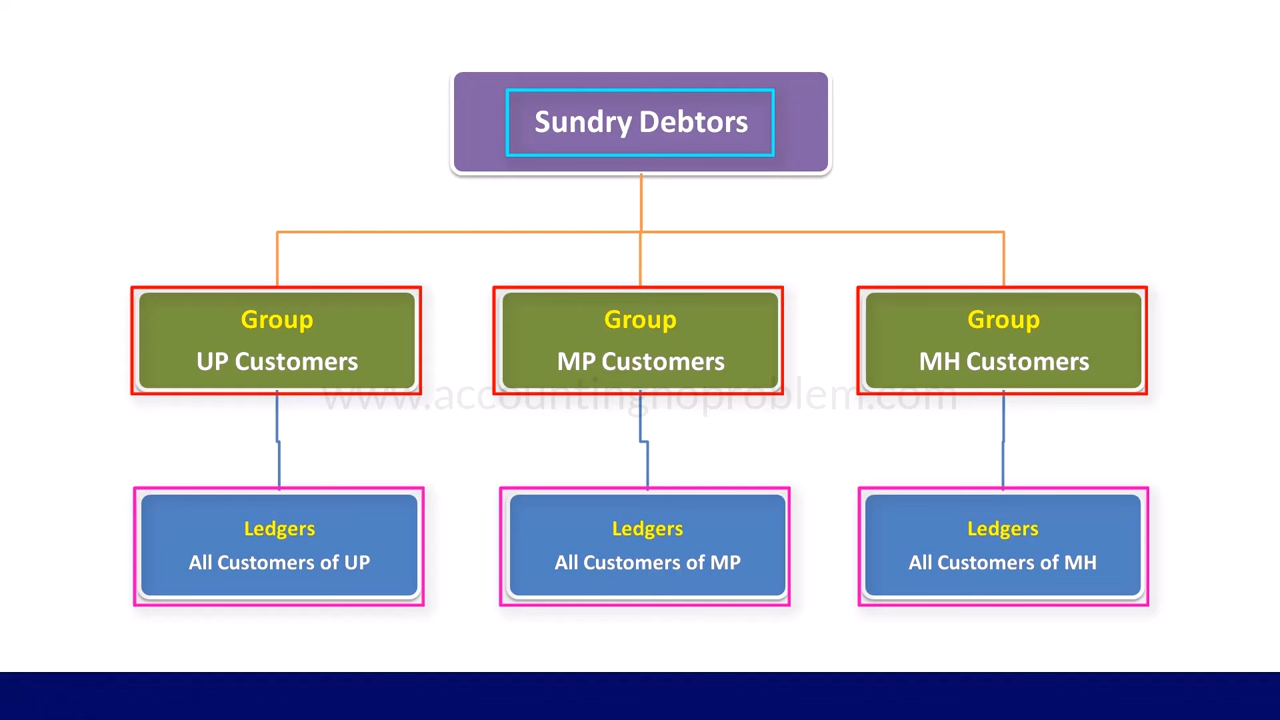 Sundry Debtors
Group
UP Customers
Group
MP Customers
Group
MH Customers
www.accountingnoproblem.com
Ledgers
All Customers of UP
Ledgers
All Customers of MP
Ledgers
All Customers of MH